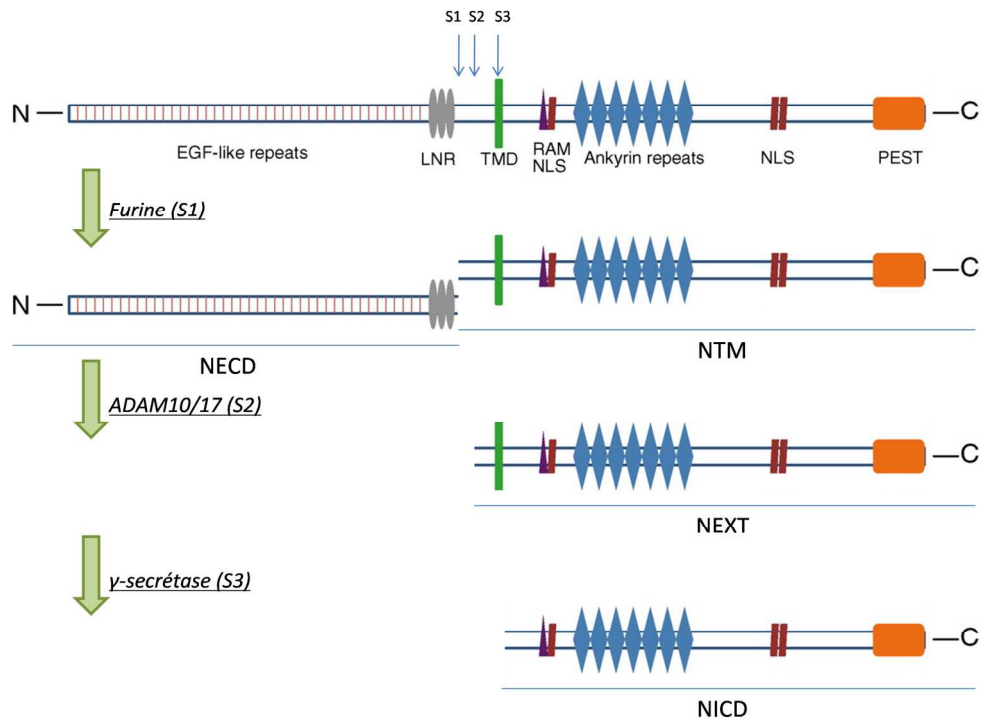 S1 S2 S3
N C
EGF-like repeats LNR TMD RAM Ankyrin repeats NLS PEST
NLS
Furine (S1)
C
N
NTM
NECD
ADAM10/17 (S2)
C
NEXT
γ-secrétase (S3)
C
NICD